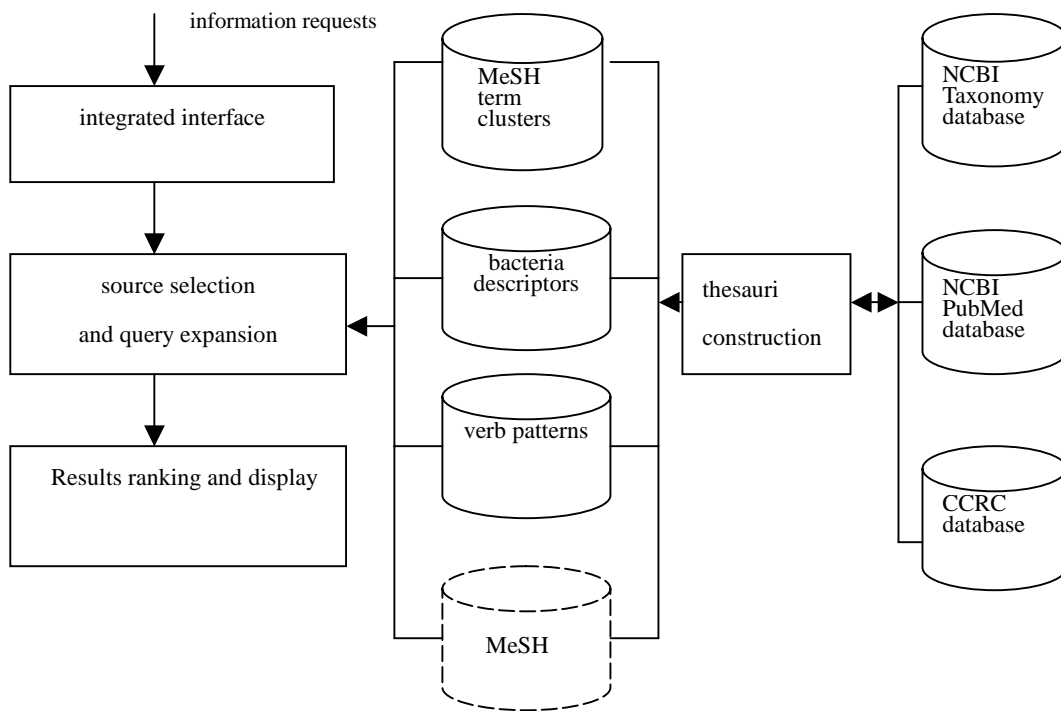 information requests
integrated interface
source selection
and query expansion
Results ranking and display
MeSH
term
clusters
bacteria
descriptors
verb patterns
MeSH
thesauri
construction
NCBI
Taxonomy
database
NCBI
PubMed
database
CCRC
database